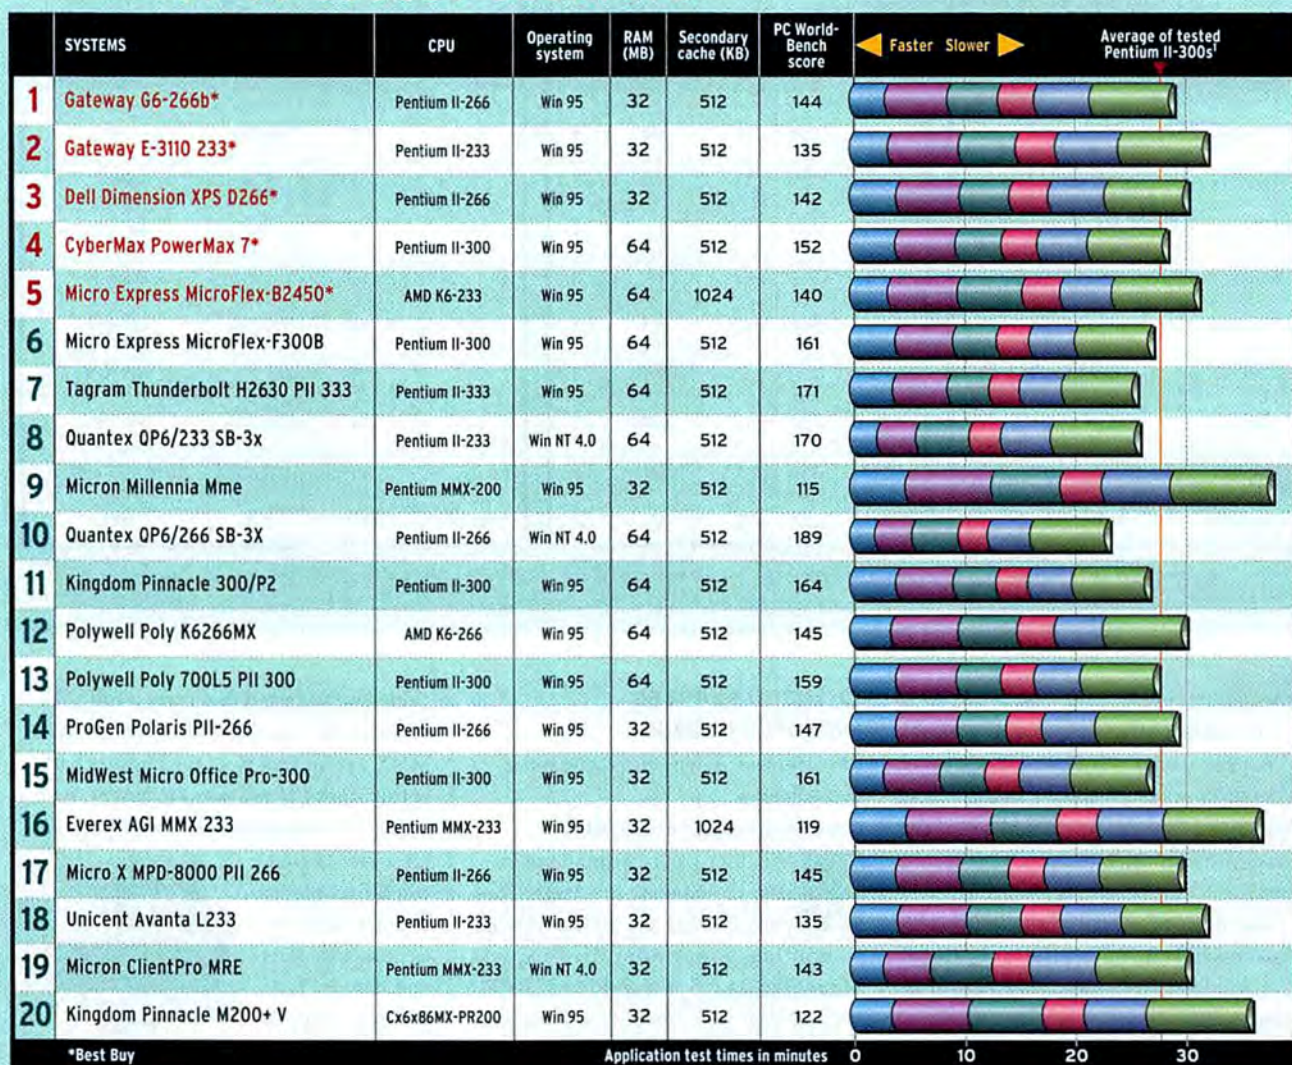 SYSTEMS CPU Operating system RAM (MB) Secondary cache (KB) PC World-Bench score Faster Slower Average of tested Pentium II-300s¹
1 Gateway G6-266b* Pentium II-266 Win 95 32 512 144
2 Gateway E-3110 233* Pentium II-233 Win 95 32 512 135
3 Dell Dimension XPS D266* Pentium II-266 Win 95 32 512 142
4 CyberMax PowerMax 7* Pentium II-300 Win 95 64 512 152
5 Micro Express MicroFlex-B2450* AMD K6-233 Win 95 64 1024 140
6 Micro Express MicroFlex-F300B Pentium II-300 Win 95 64 512 161
7 Tagram Thunderbolt H2630 PII 333 Pentium II-333 Win 95 64 512 171
8 Quantex QP6/233 SB-3x Pentium II-233 Win NT 4.0 64 512 170
9 Micron Millennia Mme Pentium MMX-200 Win 95 32 512 115
10 Quantex QP6/266 SB-3X Pentium II-266 Win NT 4.0 64 512 189
11 Kingdom Pinnacle 300/P2 Pentium II-300 Win 95 64 512 164
12 Polywell Poly K6266MX AMD K6-266 Win 95 64 512 145
13 Polywell Poly 700L5 PII 300 Pentium II-300 Win 95 64 512 159
14 ProGen Polaris PII-266 Pentium II-266 Win 95 32 512 147
15 MidWest Micro Office Pro-300 Pentium II-300 Win 95 32 512 161
16 Everex AGI MMX 233 Pentium MMX-233 Win 95 32 1024 119
17 Micro X MPD-8000 PII 266 Pentium II-266 Win 95 32 512 145
18 Unicent Avanta L233 Pentium II-233 Win 95 32 512 135
19 Micron ClientPro MRE Pentium MMX-233 Win NT 4.0 32 512 143
20 Kingdom Pinnacle M200+ V Cx6x86MX-PR200 Win 95 32 512 122
*Best Buy Application test times in minutes 0 10 20 30